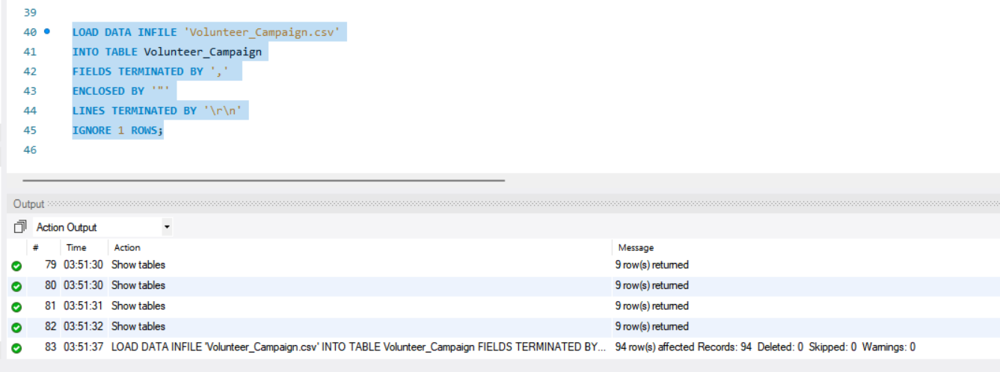 39
40 LOAD DATA INFILE 'Volunteer_Campaign.csv'
41 INTO TABLE Volunteer_Campaign
42 FIELDS TERMINATED BY ','
43 ENCLOSED BY '"'
44 LINES TERMINATED BY '\r\n'
45 IGNORE 1 ROWS;
46
Output
Action Output
# Time Action Message
79 03:51:30 Show tables 9 row(s) returned
80 03:51:30 Show tables 9 row(s) returned
81 03:51:31 Show tables 9 row(s) returned
82 03:51:32 Show tables 9 row(s) returned
83 03:51:37 LOAD DATA INFILE 'Volunteer_Campaign.csv' INTO TABLE Volunteer_Campaign FIELDS TERMINATED BY... 94 row(s) affected Records: 94 Deleted: 0 Skipped: 0 Warnings: 0